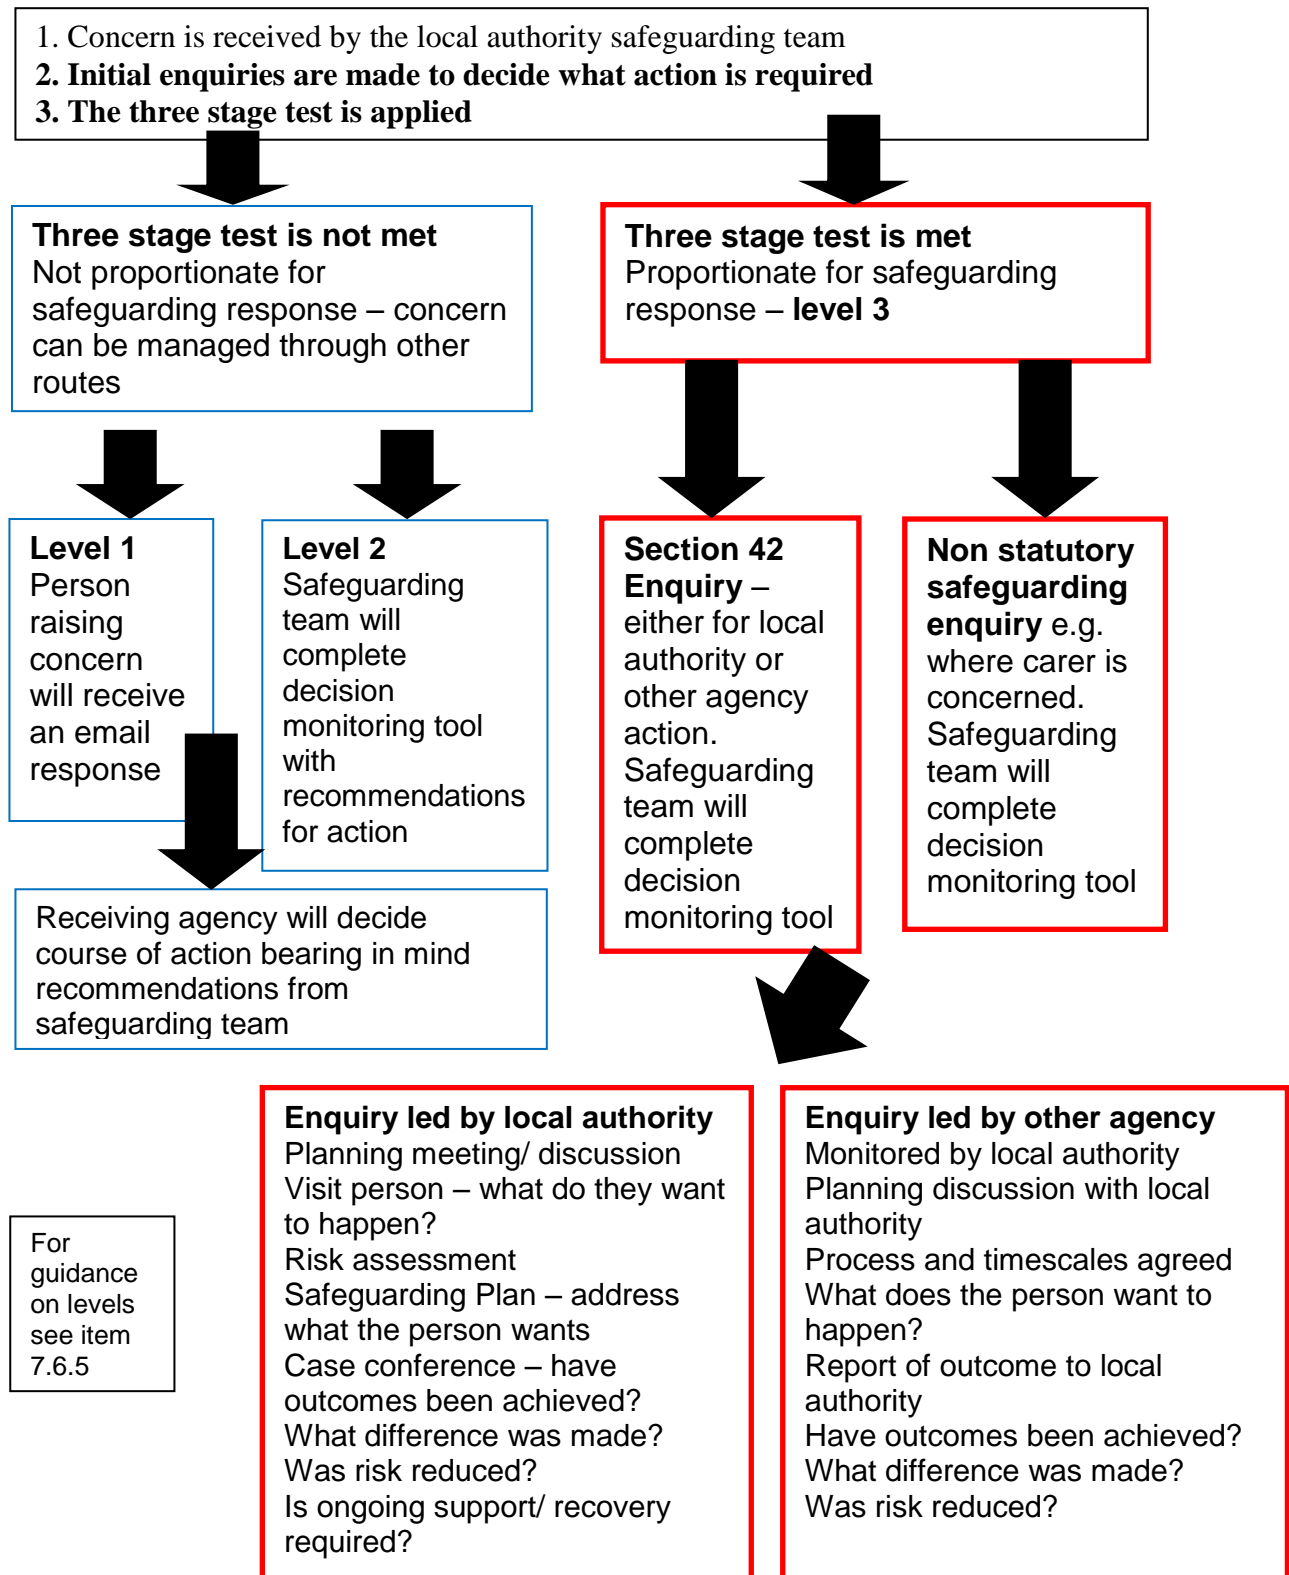 1. Concern is received by the local authority safeguarding team
2. Initial enquiries are made to decide what action is required
3. The three stage test is applied
Three stage test is not met
Not proportionate for
safeguarding response – concern
can be managed through other
routes
Three stage test is met
Proportionate for safeguarding
response – level 3
Level 1
Person
raising
concern
will receive
an email
response
Level 2
Safeguarding
team will
complete
decision
monitoring tool
with
recommendations
for action
Section 42
Enquiry –
either for local
authority or
other agency
action.
Safeguarding
team will
complete
decision
monitoring tool
Non statutory
safeguarding
enquiry e.g.
where carer is
concerned.
Safeguarding
team will
complete
decision
monitoring tool
Receiving agency will decide
course of action bearing in mind
recommendations from
safeguarding team
Enquiry led by local authority
Planning meeting/ discussion
Visit person – what do they want
to happen?
Risk assessment
Safeguarding Plan – address
what the person wants
Case conference – have
outcomes been achieved?
What difference was made?
Was risk reduced?
Is ongoing support/ recovery
required?
Enquiry led by other agency
Monitored by local authority
Planning discussion with local
authority
Process and timescales agreed
What does the person want to
happen?
Report of outcome to local
authority
Have outcomes been achieved?
What difference was made?
Was risk reduced?
For
guidance
on levels
see item
7.6.5